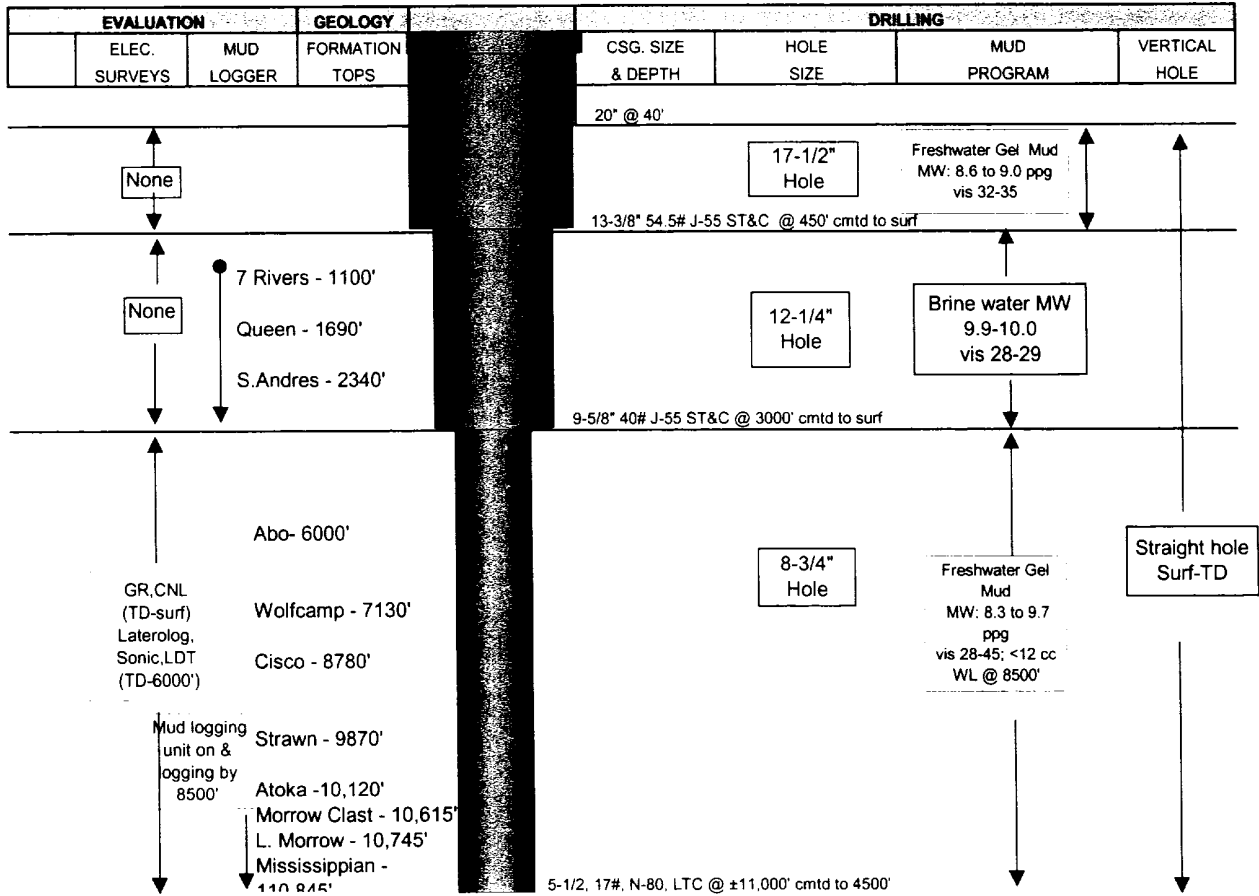 EVALUATION GEOLOGY DRILLING
ELEC. SURVEYS
MUD LOGGER
FORMATION TOPS
CSG. SIZE & DEPTH
HOLE SIZE
MUD PROGRAM
VERTICAL HOLE
20" @ 40'
None
17-1/2"
Hole
Freshwater Gel Mud
MW: 8.6 to 9.0 ppg
vis 32-35
13-3/8" 54.5# J-55 ST&C @ 450' cmtd to surf
None
7 Rivers - 1100'
Queen - 1690'
S.Andres - 2340'
12-1/4"
Hole
Brine water MW
9.9-10.0
vis 28-29
9-5/8" 40# J-55 ST&C @ 3000' cmtd to surf
GR,CNL
(TD-surf)
Laterolog,
Sonic,LDT
(TD-6000')
Mud logging
unit on &
logging by
8500'
Abo- 6000'
Wolfcamp - 7130'
Cisco - 8780'
Strawn - 9870'
Atoka -10,120'
Morrow Clast - 10,615'
L. Morrow - 10,745'
Mississippian -
110,845'
8-3/4"
Hole
Freshwater Gel
Mud
MW: 8.3 to 9.7
ppg
vis 28-45; <12 cc
WL @ 8500'
Straight hole
Surf-TD
5-1/2, 17#, N-80, LTC @ ±11,000' cmtd to 4500'